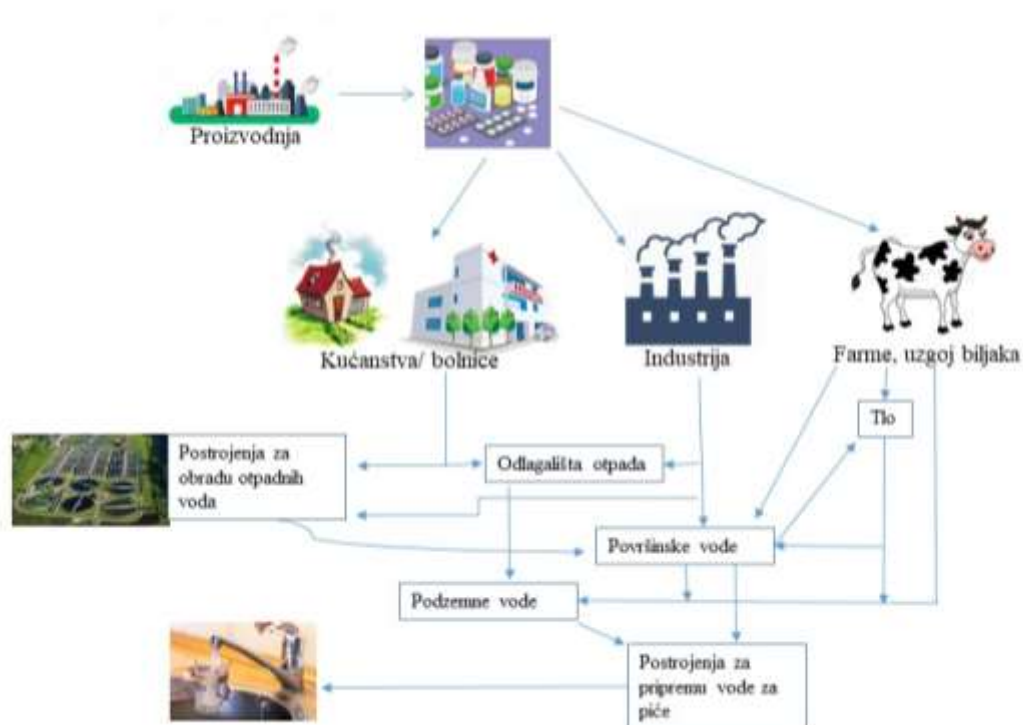 Proizvodnja
Kućanstva/ bolnice
Industrija
Farme, uzgoj biljaka
Tlo
Postrojenja za
obradu otpadnih
voda
Odlagališta otpada
Površinske vode
Podzemne vode
Postrojenja za
pripremu vode za
piće